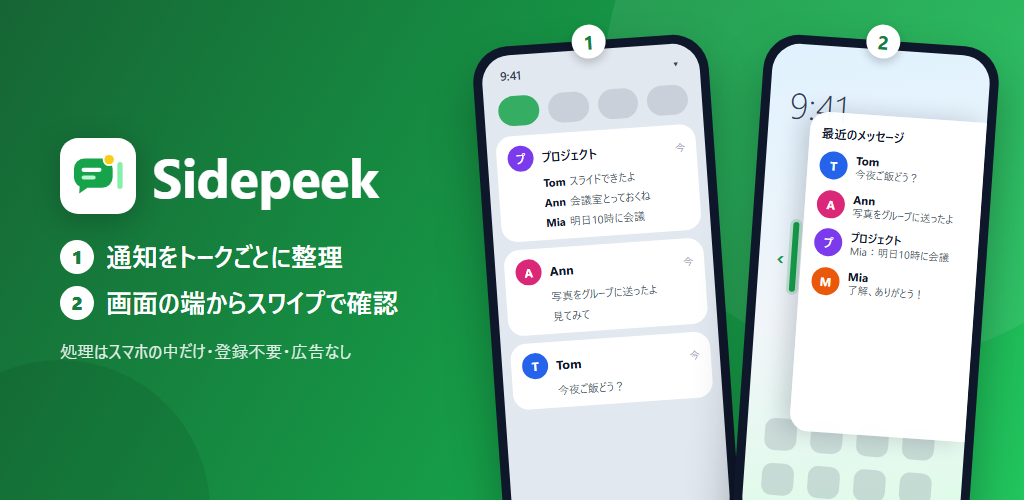 Sidepeek
1 通知をトークごとに整理
2 画面の端からスワイプで確認
処理はスマホの中だけ・登録不要・広告なし
1
9:41
プ プロジェクト 今
Tom スライドできたよ
Ann 会議室とっておくね
Mia 明日10時に会議
A Ann 今
写真をグループに送ったよ
見てみて
T Tom 今
今夜ご飯どう？
2
9:41
最近のメッセージ
T Tom
今夜ご飯どう？
A Ann
写真をグループに送ったよ
プ プロジェクト
Mia：明日10時に会議
M Mia
了解、ありがとう！